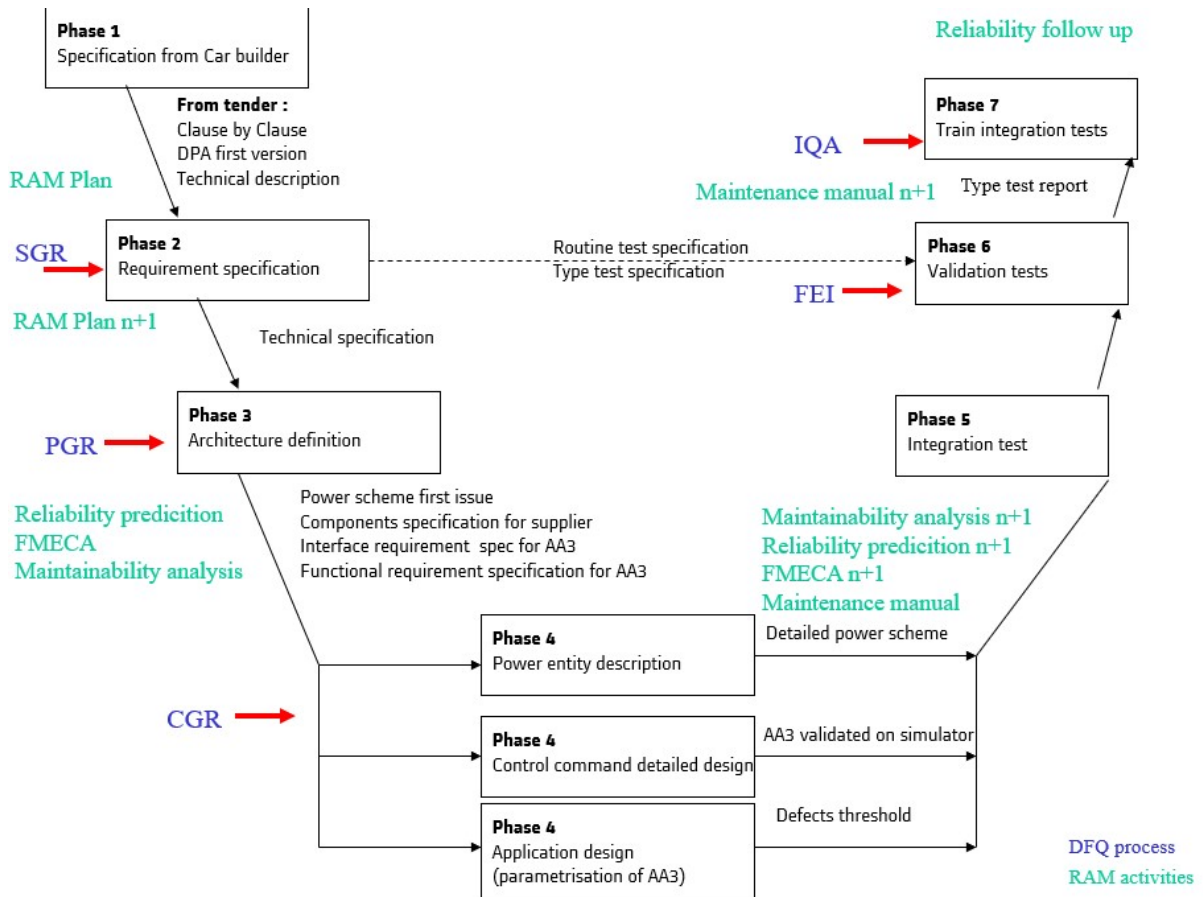 Phase 1
Specification from Car builder
Reliability follow up
From tender :
Clause by Clause
DPA first version
Technical description
Phase 7
Train integration tests
IQA
RAM Plan
Maintenance manual n+1
Type test report
Phase 2
Requirement specification
SGR
Routine test specification
Type test specification
Phase 6
Validation tests
FEI
RAM Plan n+1
Technical specification
Phase 3
Architecture definition
PGR
Phase 5
Integration test
Reliability predicition
FMECA
Maintainability analysis
Power scheme first issue
Components specification for supplier
Interface requirement spec for AA3
Functional requirement specification for AA3
Maintainability analysis n+1
Reliability predicition n+1
FMECA n+1
Maintenance manual
Phase 4
Power entity description
Detailed power scheme
CGR
Phase 4
Control command detailed design
AA3 validated on simulator
Phase 4
Application design
(parametrisation of AA3)
Defects threshold
DFQ process
RAM activities